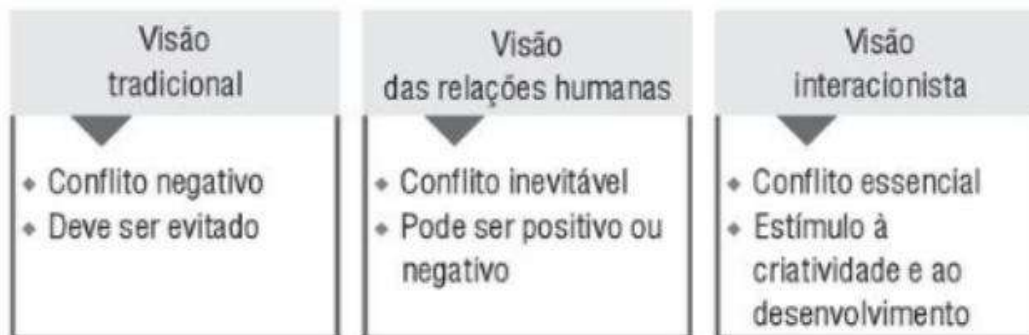 Visão
tradicional
◆ Conflito negativo
◆ Deve ser evitado
Visão
das relações humanas
◆ Conflito inevitável
◆ Pode ser positivo ou
negativo
Visão
interacionista
◆ Conflito essencial
◆ Estímulo à
criatividade e ao
desenvolvimento